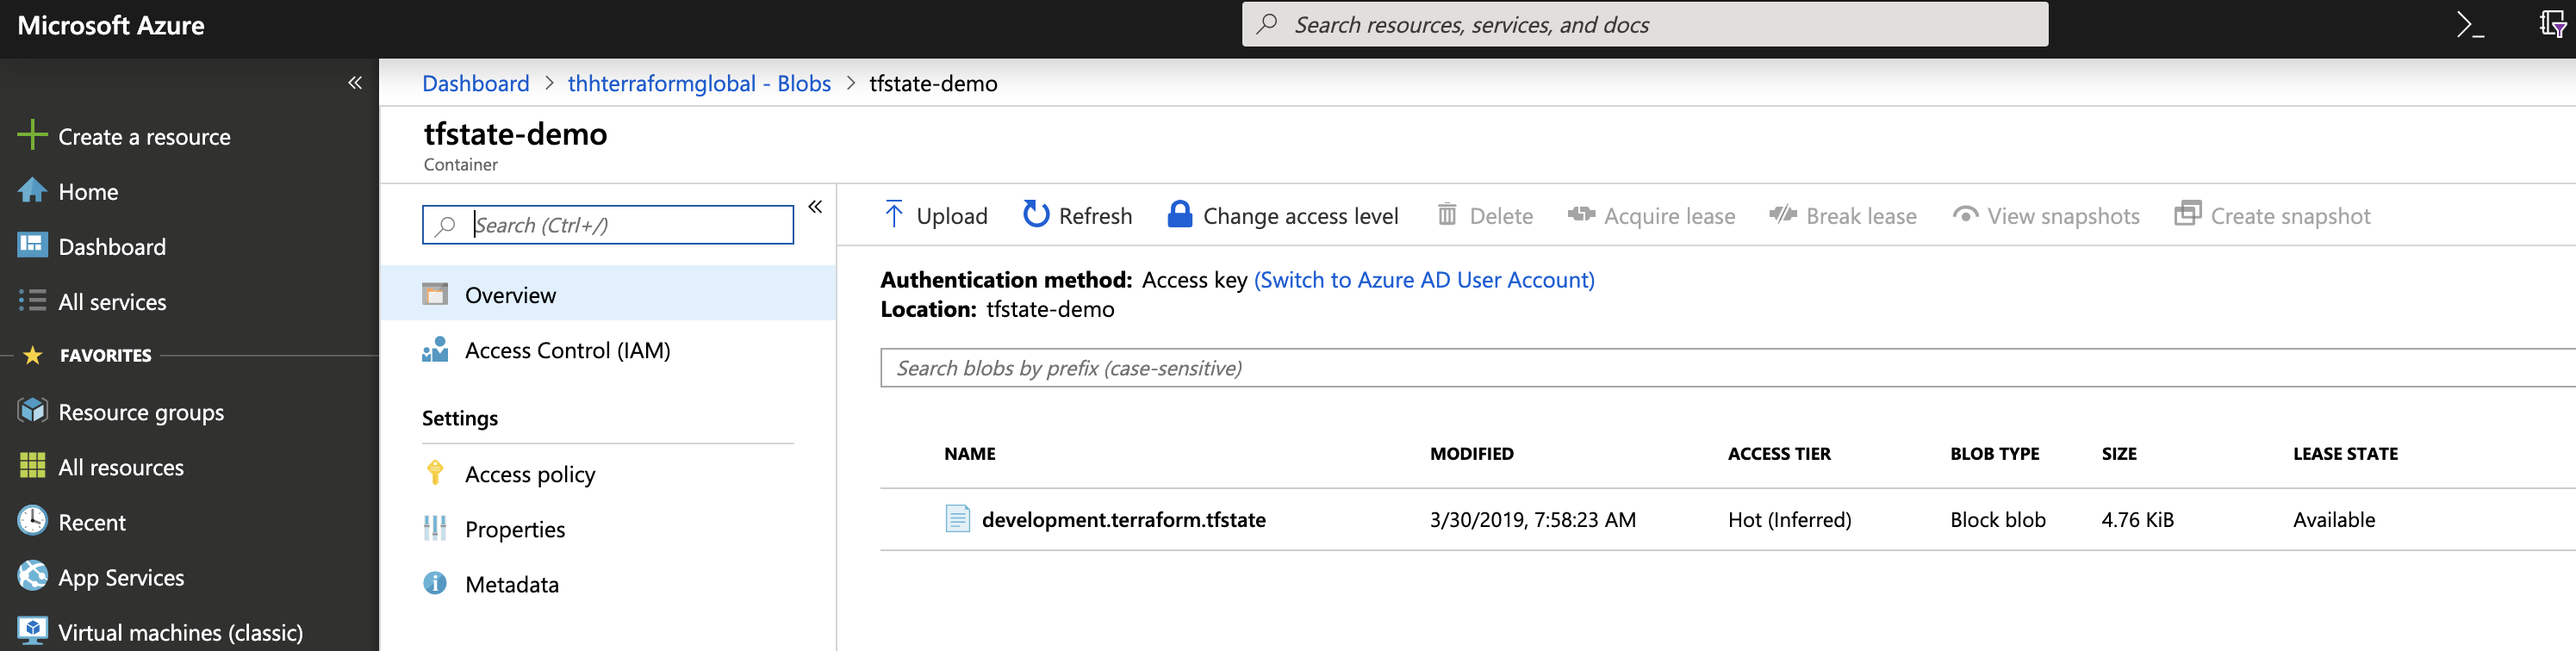 Microsoft Azure
Search resources, services, and docs
«
Create a resource
Home
Dashboard
All services
FAVORITES
Resource groups
All resources
Recent
App Services
Virtual machines (classic)
Dashboard > thhterraformglobal - Blobs > tfstate-demo
tfstate-demo
Container
Search (Ctrl+/)
«
Overview
Access Control (IAM)
Settings
Access policy
Properties
Metadata
Upload Refresh Change access level Delete Acquire lease Break lease View snapshots Create snapshot
Authentication method: Access key (Switch to Azure AD User Account)
Location: tfstate-demo
Search blobs by prefix (case-sensitive)
NAME MODIFIED ACCESS TIER BLOB TYPE SIZE LEASE STATE
development.terraform.tfstate 3/30/2019, 7:58:23 AM Hot (Inferred) Block blob 4.76 KiB Available